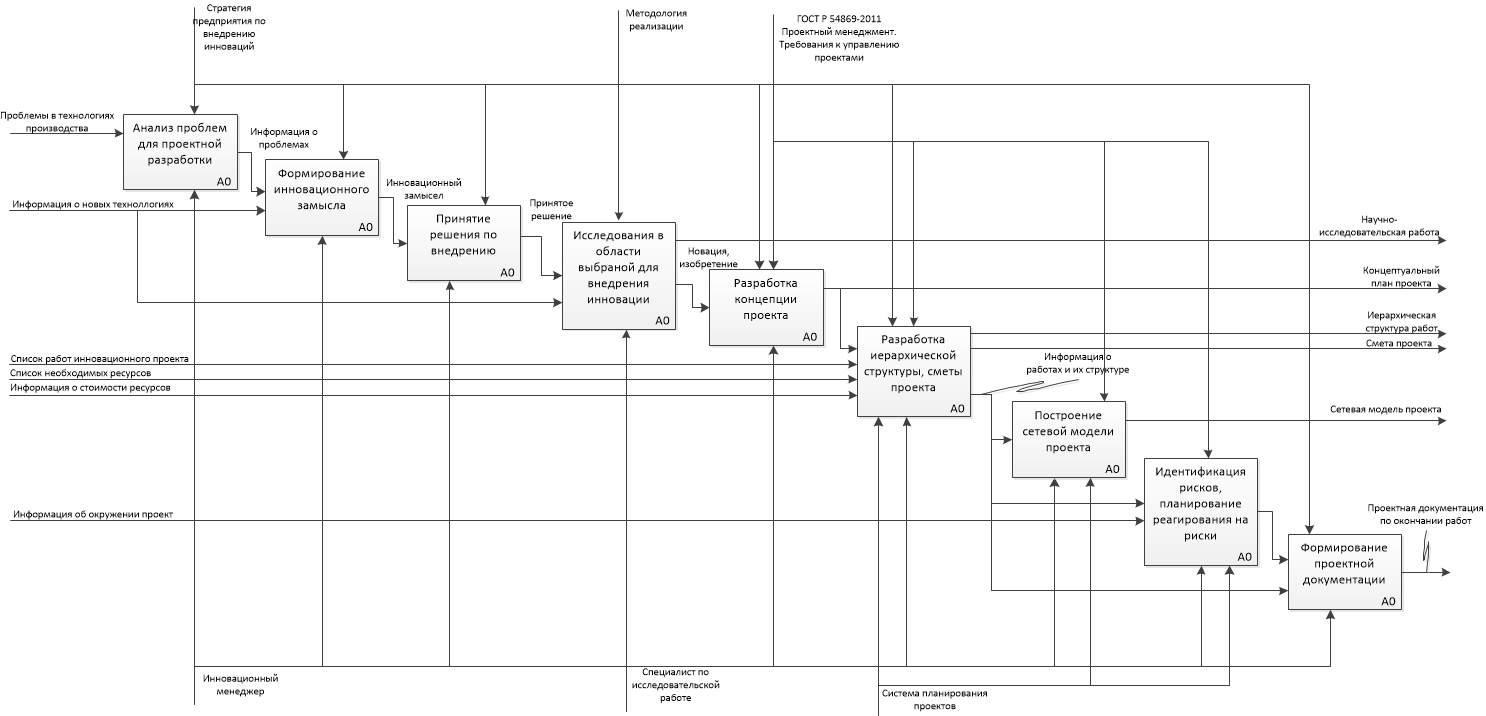 Стратегия
предприятия по
внедрению
инноваций
Методология
реализации
ГОСТ Р 54869-2011
Проектный менеджмент.
Требования к управлению
проектами
Проблемы в технологиях
производства
Анализ проблем
для проектной
разработки
A0
Информация о
проблемах
Формирование
инновационного
замысла
A0
Информация о новых техноллогиях
Инновационный
замысел
Принятие
решения по
внедрению
A0
Принятое
решение
Исследования в
области
выбраной для
внедрения
инновации
A0
Новация,
изобретение
Разработка
концепции
проекта
A0
Научно-
исследовательская работа
Концептуальный
план проекта
Иерархическая
структура работ
Смета проекта
Разработка
иерархической
структуры, сметы
проекта
A0
Список работ инновационного проекта
Список необходимых ресурсов
Информация о стоимости ресурсов
Информация о
работах и их структуре
Построение
сетевой модели
проекта
A0
Сетевая модель проекта
Идентификация
рисков,
планирование
реагирования на
риски
A0
Информация об окружении проект
Проектная документация
по окончании работ
Формирование
проектной
документации
A0
Инновационный
менеджер
Специалист по
исследовательской
работе
Система планирования
проектов